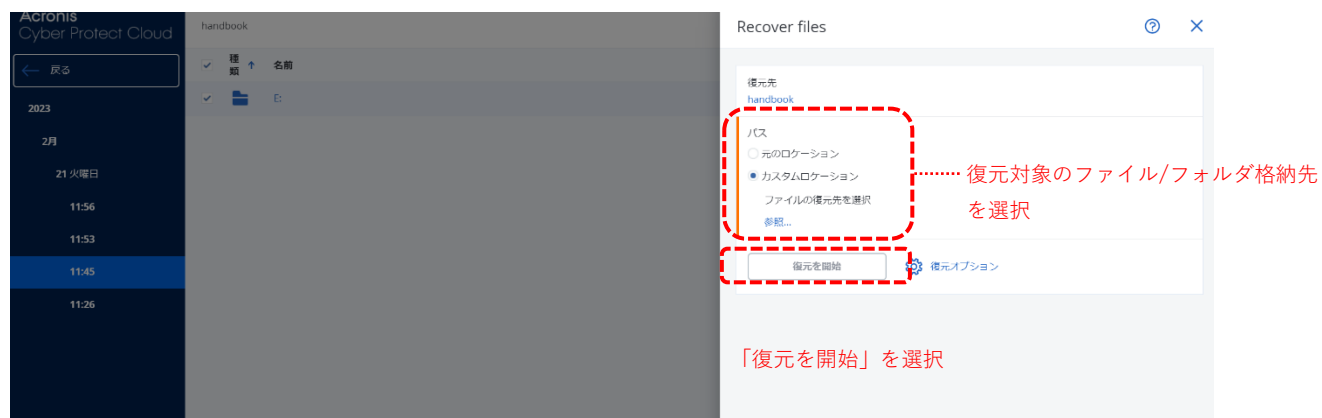 Acronis
Cyber Protect Cloud
戻る
2023
2月
21 火曜日
11:56
11:53
11:45
11:26
handbook
種類
名前
E:
Recover files
復元先
handbook
パス
元のロケーション
カスタムロケーション
ファイルの復元先を選択
参照...
復元を開始
復元オプション
復元対象のファイル/フォルダ格納先
を選択
「復元を開始」を選択